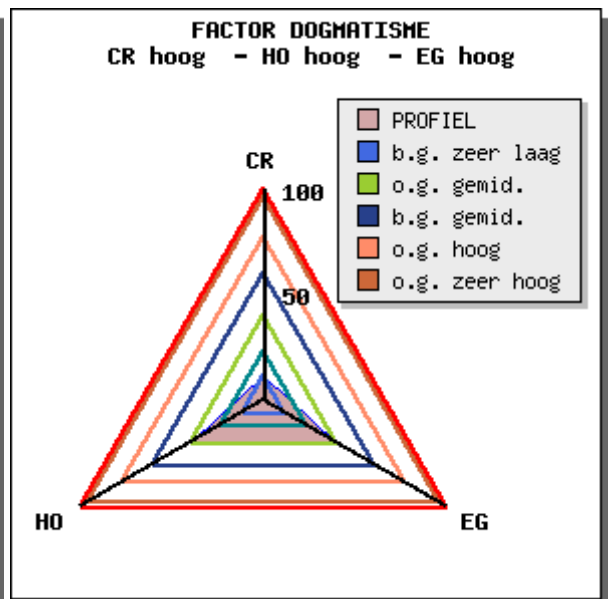 FACTOR DOGMATISME
CR hoog - HO hoog - EG hoog
PROFIEL
b.g. zeer laag
o.g. gemid.
b.g. gemid.
o.g. hoog
o.g. zeer hoog
CR
100
50
HO
EG